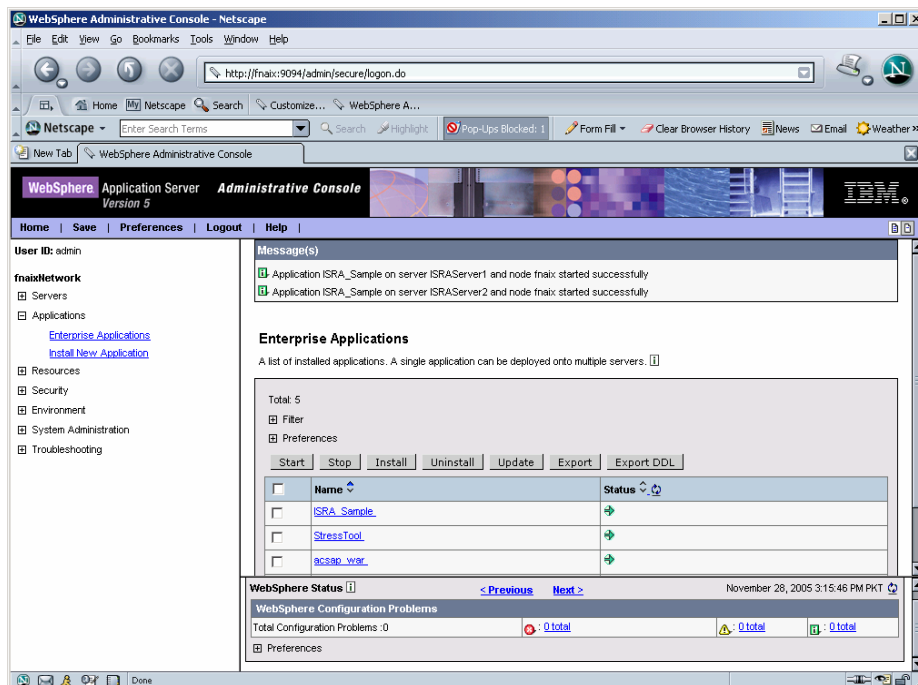 WebSphere Administrative Console - Netscape
File Edit View Go Bookmarks Tools Window Help
http://fnaix:9094/admin/secure/logon.do
Home My Netscape Search Customize... WebSphere A...
Netscape Enter Search Terms Search Highlight Pop-Ups Blocked: 1 Form Fill Clear Browser History News Email Weather
New Tab WebSphere Administrative Console
WebSphere Application Server Administrative Console
Version 5
IBM
Home | Save | Preferences | Logout | Help |
User ID: admin
fnaixNetwork
Servers
Applications
Enterprise Applications
Install New Application
Resources
Security
Environment
System Administration
Troubleshooting
Message(s)
Application ISRA_Sample on server ISRAServer1 and node fnaix started successfully
Application ISRA_Sample on server ISRAServer2 and node fnaix started successfully
Enterprise Applications
A list of installed applications. A single application can be deployed onto multiple servers.
Total: 5
Filter
Preferences
Start Stop Install Uninstall Update Export Export DDL
Name Status
ISRA_Sample
StressTool
acsap_war
WebSphere Status < Previous Next > November 28, 2005 3:15:46 PM PKT
WebSphere Configuration Problems
Total Configuration Problems :0 : 0 total : 0 total : 0 total
Preferences
Done